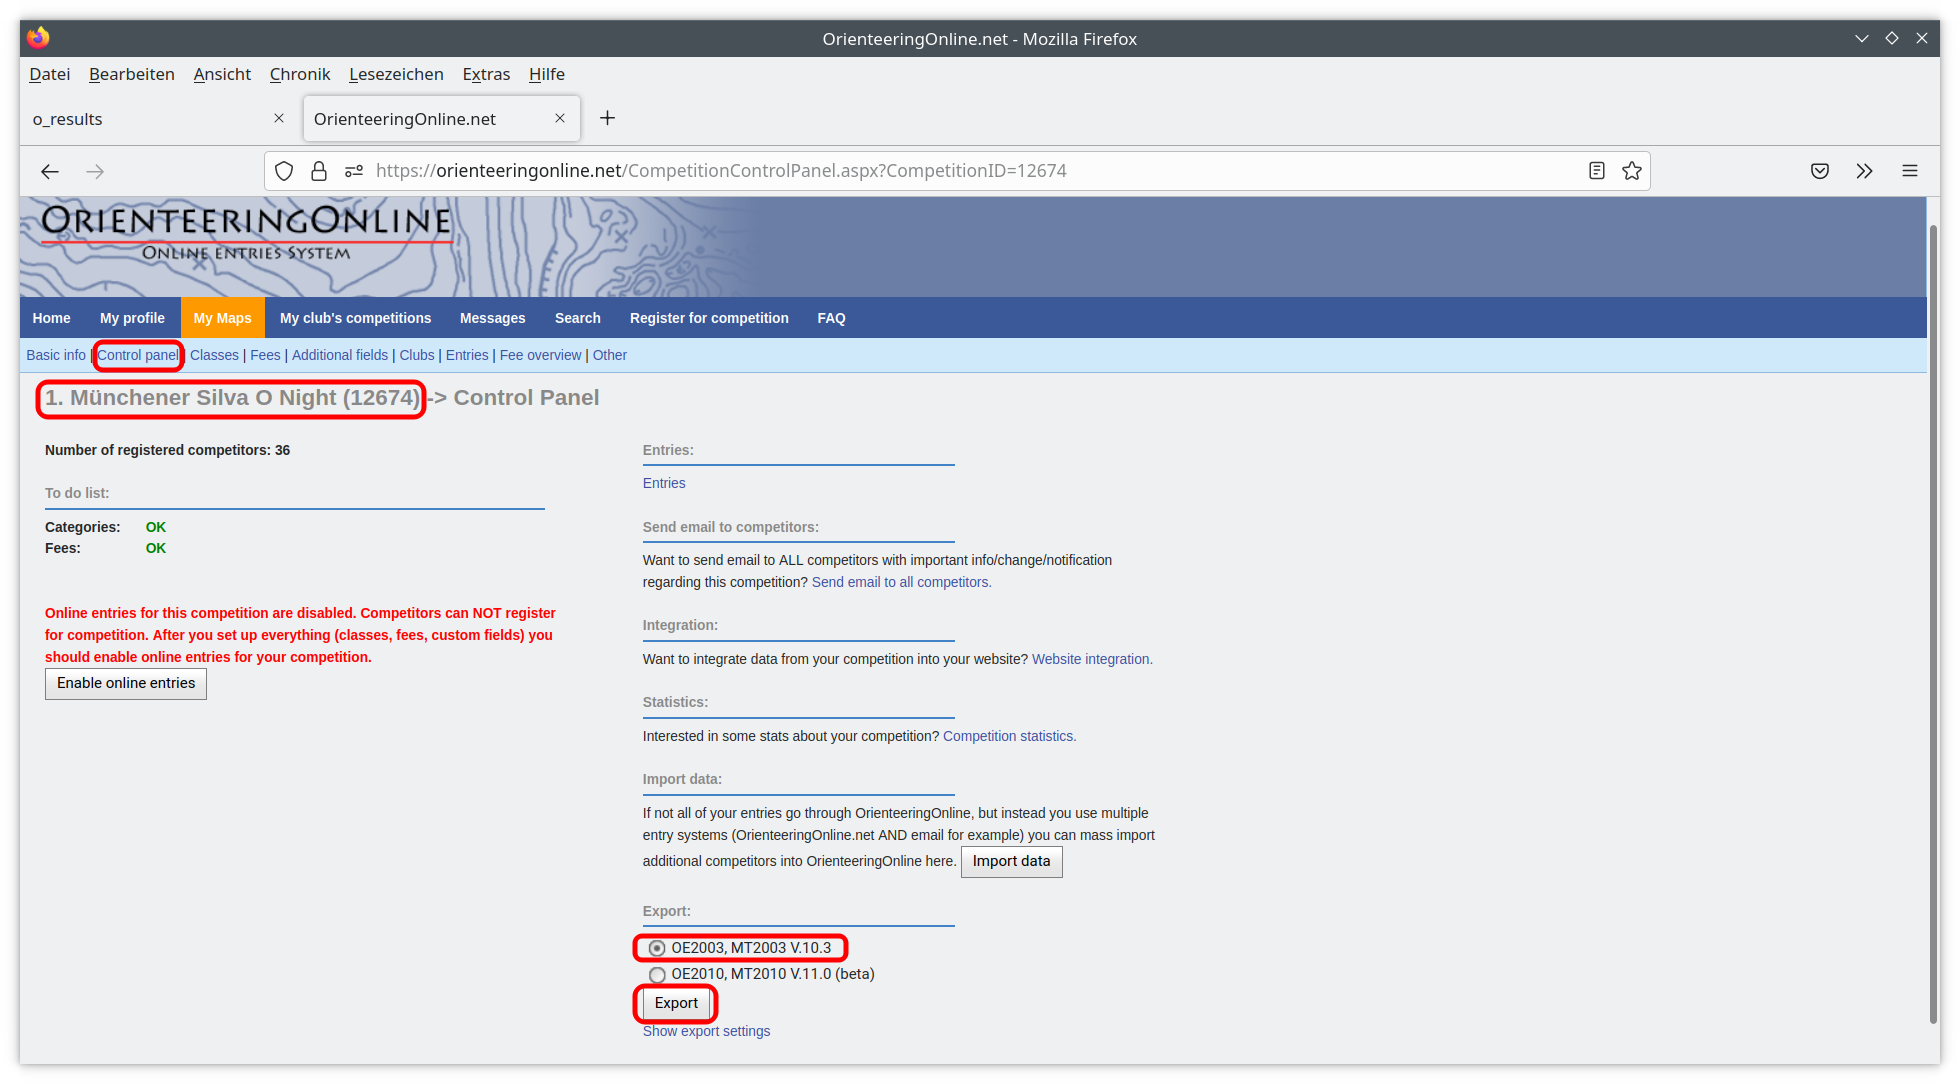 OrienteeringOnline.net - Mozilla Firefox
Datei Bearbeiten Ansicht Chronik Lesezeichen Extras Hilfe
o_results OrienteeringOnline.net
https://orienteeringonline.net/CompetitionControlPanel.aspx?CompetitionID=12674
ORIENTEERINGONLINE
ONLINE ENTRIES SYSTEM
Home My profile My Maps My club's competitions Messages Search Register for competition FAQ
Basic info | Control panel | Classes | Fees | Additional fields | Clubs | Entries | Fee overview | Other
1. Münchener Silva O Night (12674) -> Control Panel
Number of registered competitors: 36
To do list:
Categories: OK
Fees: OK
Online entries for this competition are disabled. Competitors can NOT register
for competition. After you set up everything (classes, fees, custom fields) you
should enable online entries for your competition.
Enable online entries
Entries:
Entries
Send email to competitors:
Want to send email to ALL competitors with important info/change/notification
regarding this competition? Send email to all competitors.
Integration:
Want to integrate data from your competition into your website? Website integration.
Statistics:
Interested in some stats about your competition? Competition statistics.
Import data:
If not all of your entries go through OrienteeringOnline, but instead you use multiple
entry systems (OrienteeringOnline.net AND email for example) you can mass import
additional competitors into OrienteeringOnline here. Import data
Export:
OE2003, MT2003 V.10.3
OE2010, MT2010 V.11.0 (beta)
Export
Show export settings